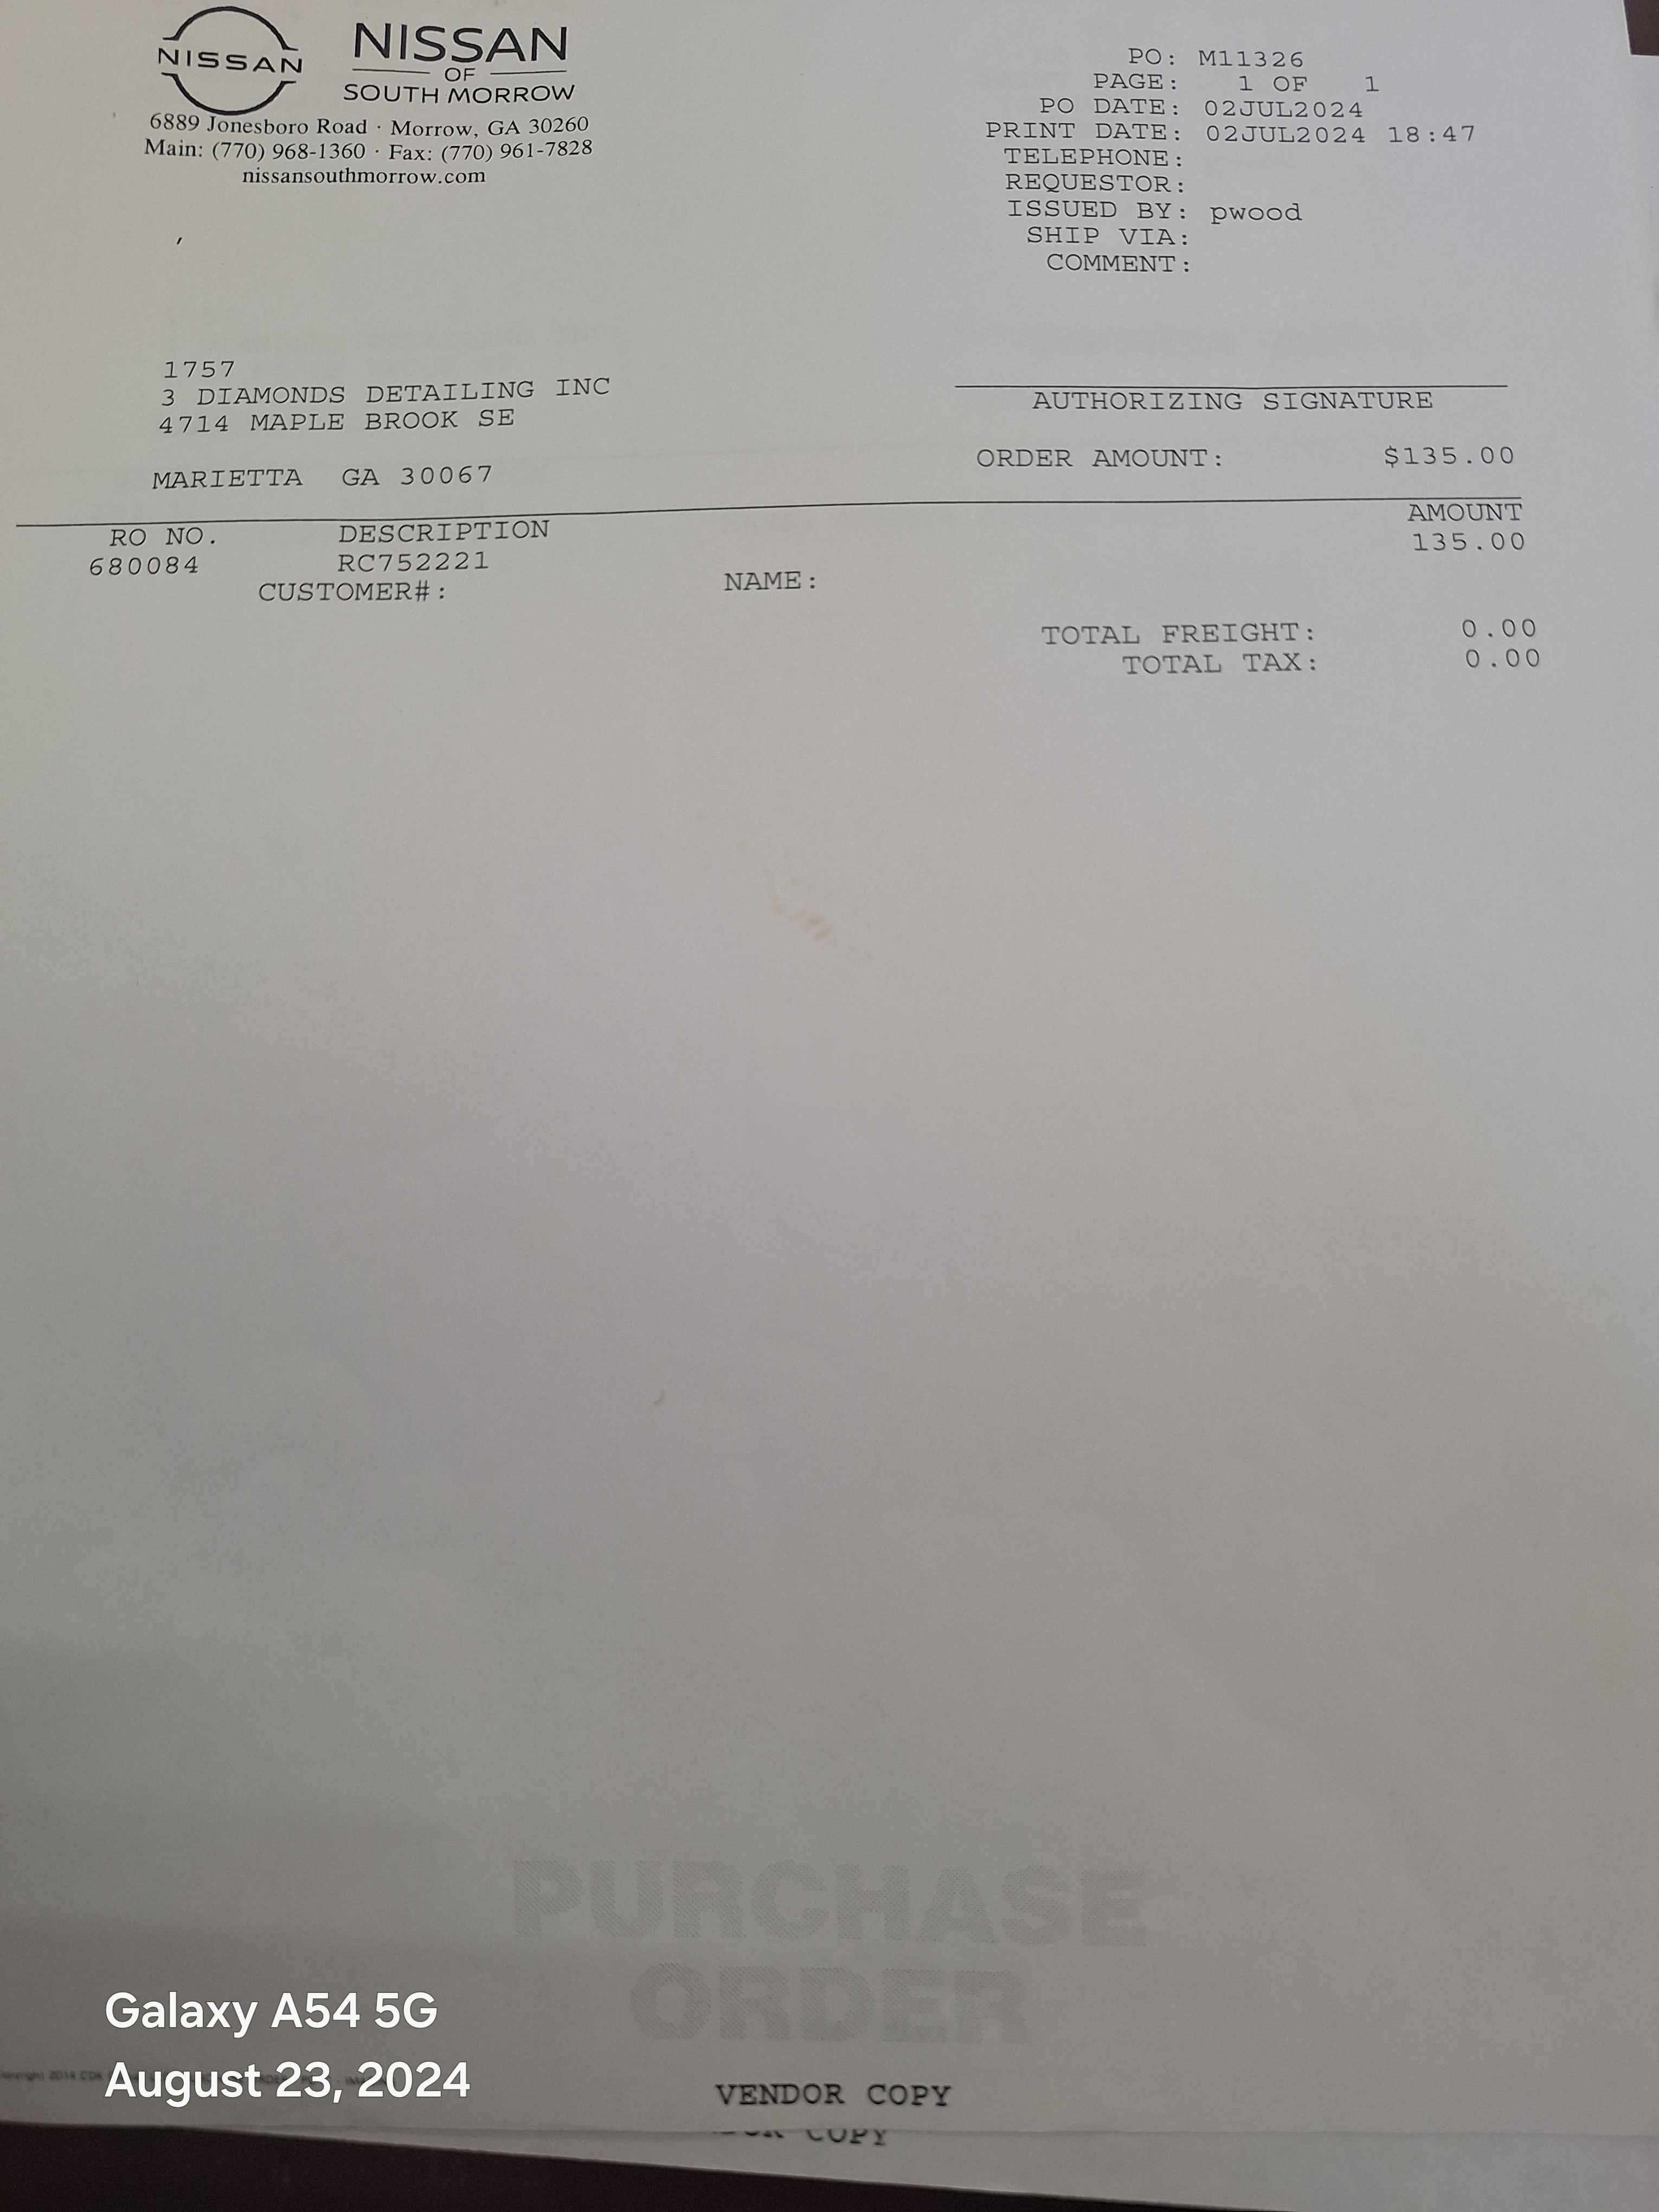 NISSAN
NISSAN
OF
SOUTH MORROW
6889 Jonesboro Road · Morrow, GA 30260
Main: (770) 968-1360 · Fax: (770) 961-7828
nissansouthmorrow.com
PO: M11326
PAGE: 1 OF 1
PO DATE: 02JUL2024
PRINT DATE: 02JUL2024 18:47
TELEPHONE:
REQUESTOR:
ISSUED BY: pwood
SHIP VIA:
COMMENT:
,
1757
3 DIAMONDS DETAILING INC
4714 MAPLE BROOK SE
MARIETTA GA 30067
AUTHORIZING SIGNATURE
ORDER AMOUNT: $135.00
RO NO. DESCRIPTION AMOUNT
680084 RC752221 135.00
CUSTOMER#: NAME:
TOTAL FREIGHT: 0.00
TOTAL TAX: 0.00
PURCHASE
ORDER
Galaxy A54 5G
August 23, 2024
VENDOR COPY
COPY